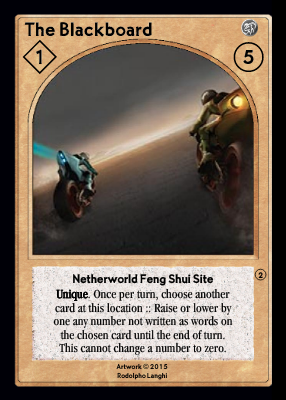 The Blackboard
1
5
2
Netherworld Feng Shui Site
Unique. Once per turn, choose another
card at this location :: Raise or lower by
one any number not written as words on
the chosen card until the end of turn.
This cannot change a number to zero.
Artwork © 2015
Rodolpho Langhi